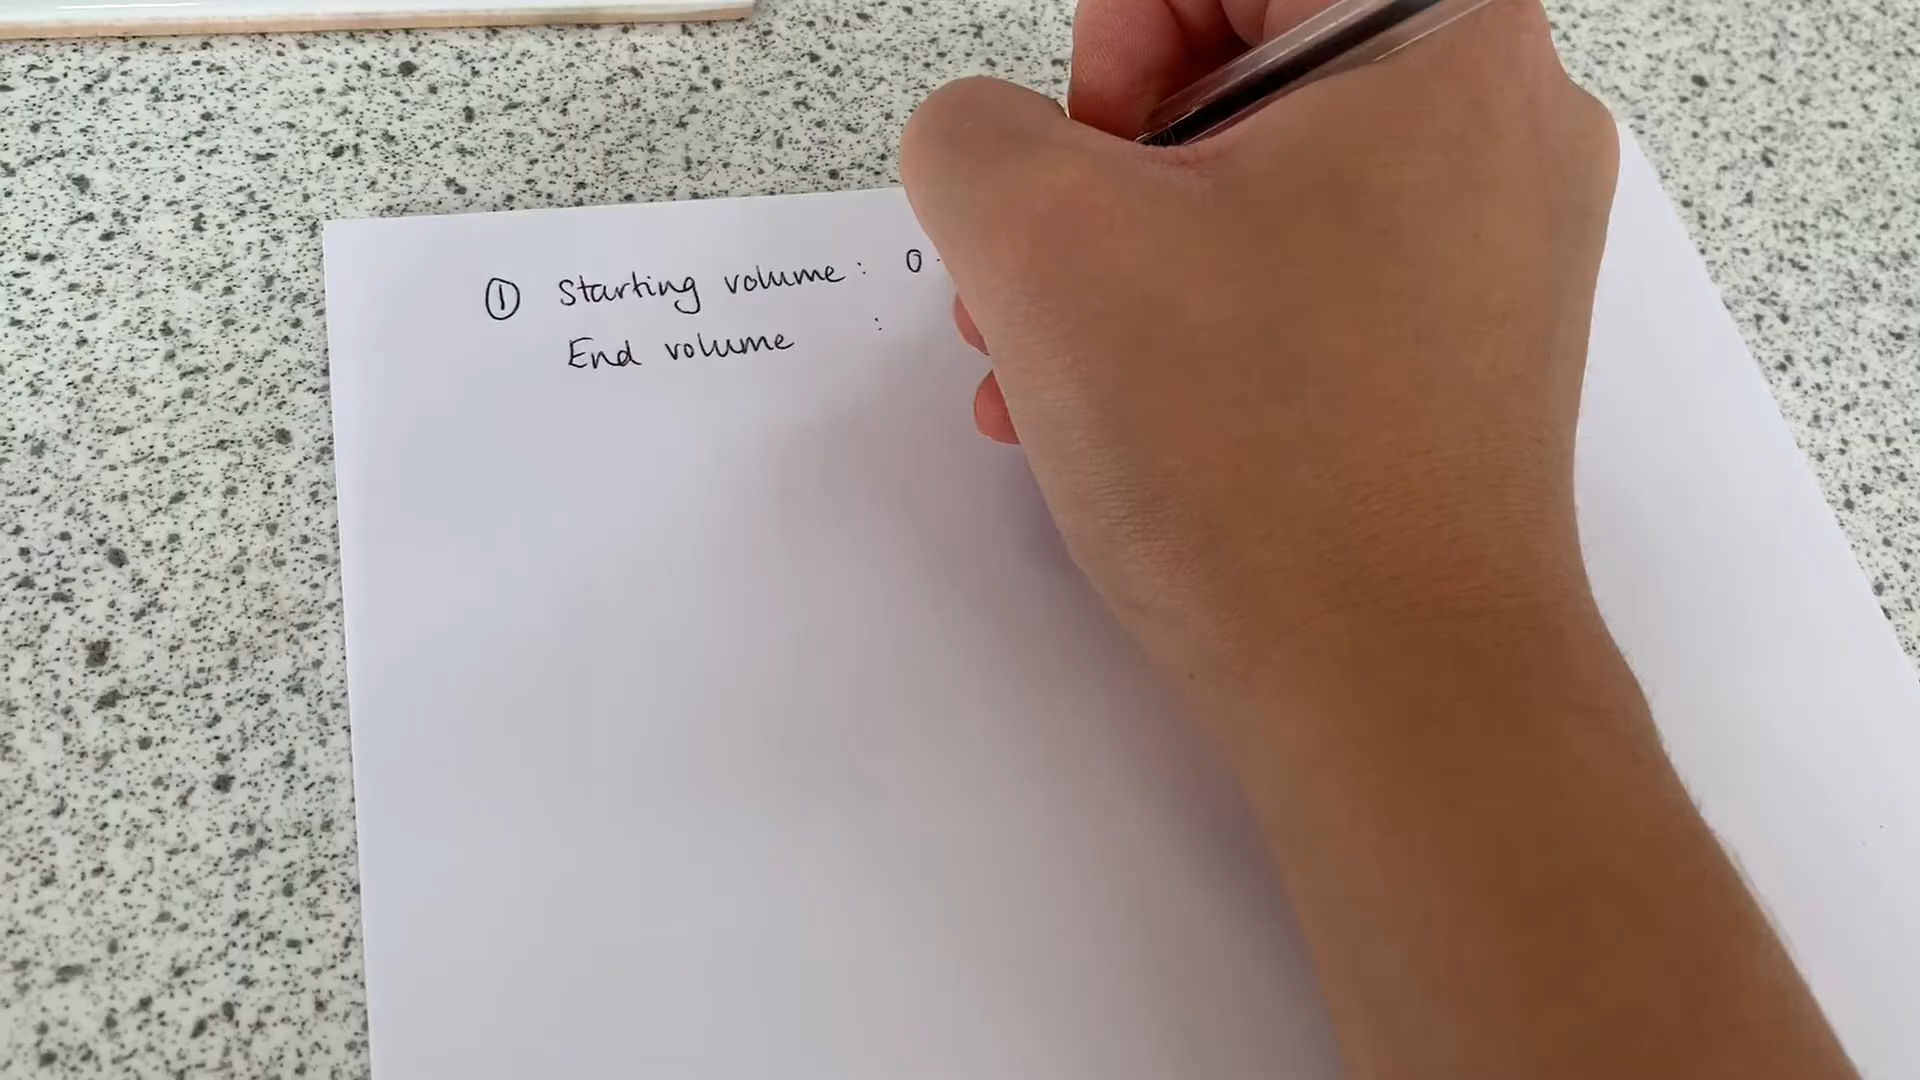 ① Starting volume : 0.
End volume :